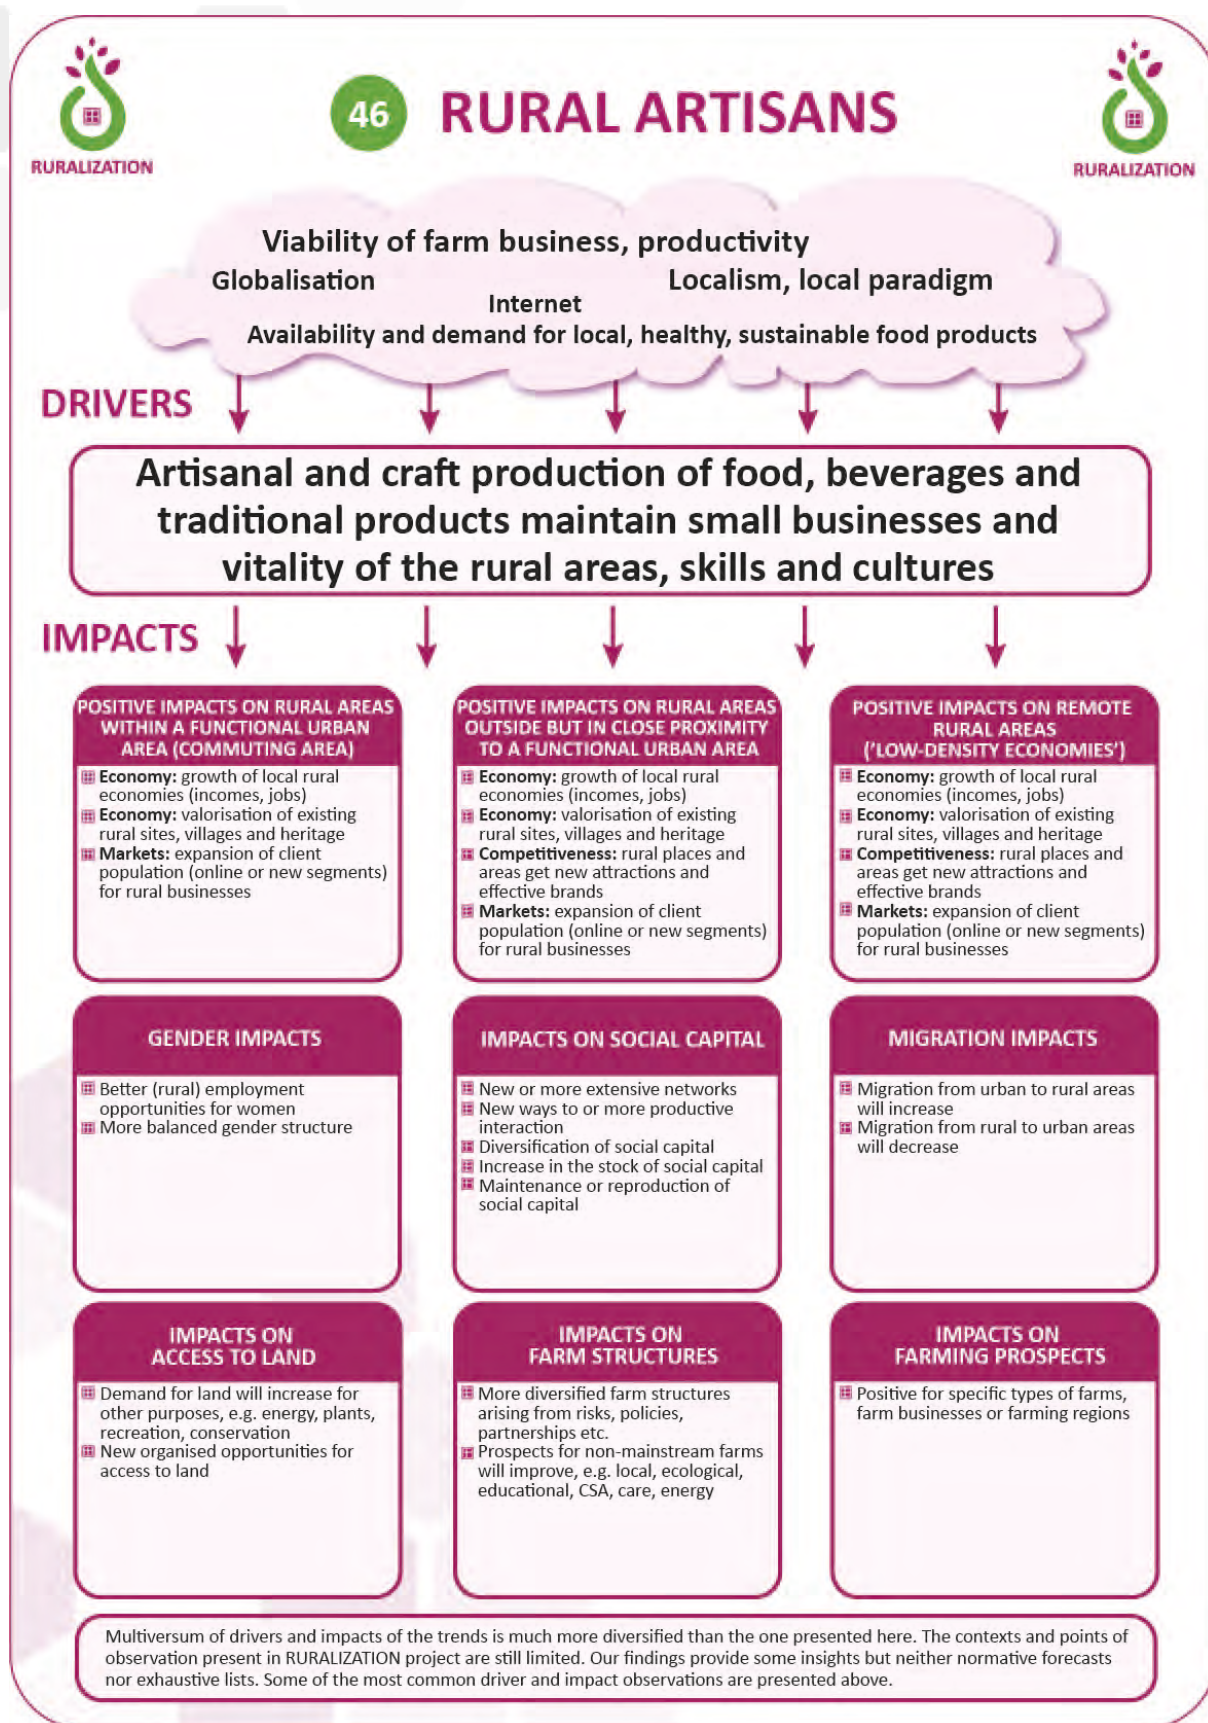 46 RURAL ARTISANS
RURALIZATION
RURALIZATION
Viability of farm business, productivity
Globalisation
Localism, local paradigm
Internet
Availability and demand for local, healthy, sustainable food products
DRIVERS
Artisanal and craft production of food, beverages and
traditional products maintain small businesses and
vitality of the rural areas, skills and cultures
IMPACTS
POSITIVE IMPACTS ON RURAL AREAS
WITHIN A FUNCTIONAL URBAN
AREA (COMMUTING AREA)
Economy: growth of local rural
economies (incomes, jobs)
Economy: valorisation of existing
rural sites, villages and heritage
Markets: expansion of client
population (online or new segments)
for rural businesses
POSITIVE IMPACTS ON RURAL AREAS
OUTSIDE BUT IN CLOSE PROXIMITY
TO A FUNCTIONAL URBAN AREA
Economy: growth of local rural
economies (incomes, jobs)
Economy: valorisation of existing
rural sites, villages and heritage
Competitiveness: rural places and
areas get new attractions and
effective brands
Markets: expansion of client
population (online or new segments)
for rural businesses
POSITIVE IMPACTS ON REMOTE
RURAL AREAS
('LOW-DENSITY ECONOMIES')
Economy: growth of local rural
economies (incomes, jobs)
Economy: valorisation of existing
rural sites, villages and heritage
Competitiveness: rural places and
areas get new attractions and
effective brands
Markets: expansion of client
population (online or new segments)
for rural businesses
GENDER IMPACTS
Better (rural) employment
opportunities for women
More balanced gender structure
IMPACTS ON SOCIAL CAPITAL
New or more extensive networks
New ways to or more productive
interaction
Diversification of social capital
Increase in the stock of social capital
Maintenance or reproduction of
social capital
MIGRATION IMPACTS
Migration from urban to rural areas
will increase
Migration from rural to urban areas
will decrease
IMPACTS ON
ACCESS TO LAND
Demand for land will increase for
other purposes, e.g. energy, plants,
recreation, conservation
New organised opportunities for
access to land
IMPACTS ON
FARM STRUCTURES
More diversified farm structures
arising from risks, policies,
partnerships etc.
Prospects for non-mainstream farms
will improve, e.g. local, ecological,
educational, CSA, care, energy
IMPACTS ON
FARMING PROSPECTS
Positive for specific types of farms,
farm businesses or farming regions
Multiversum of drivers and impacts of the trends is much more diversified than the one presented here. The contexts and points of
observation present in RURALIZATION project are still limited. Our findings provide some insights but neither normative forecasts
nor exhaustive lists. Some of the most common driver and impact observations are presented above.